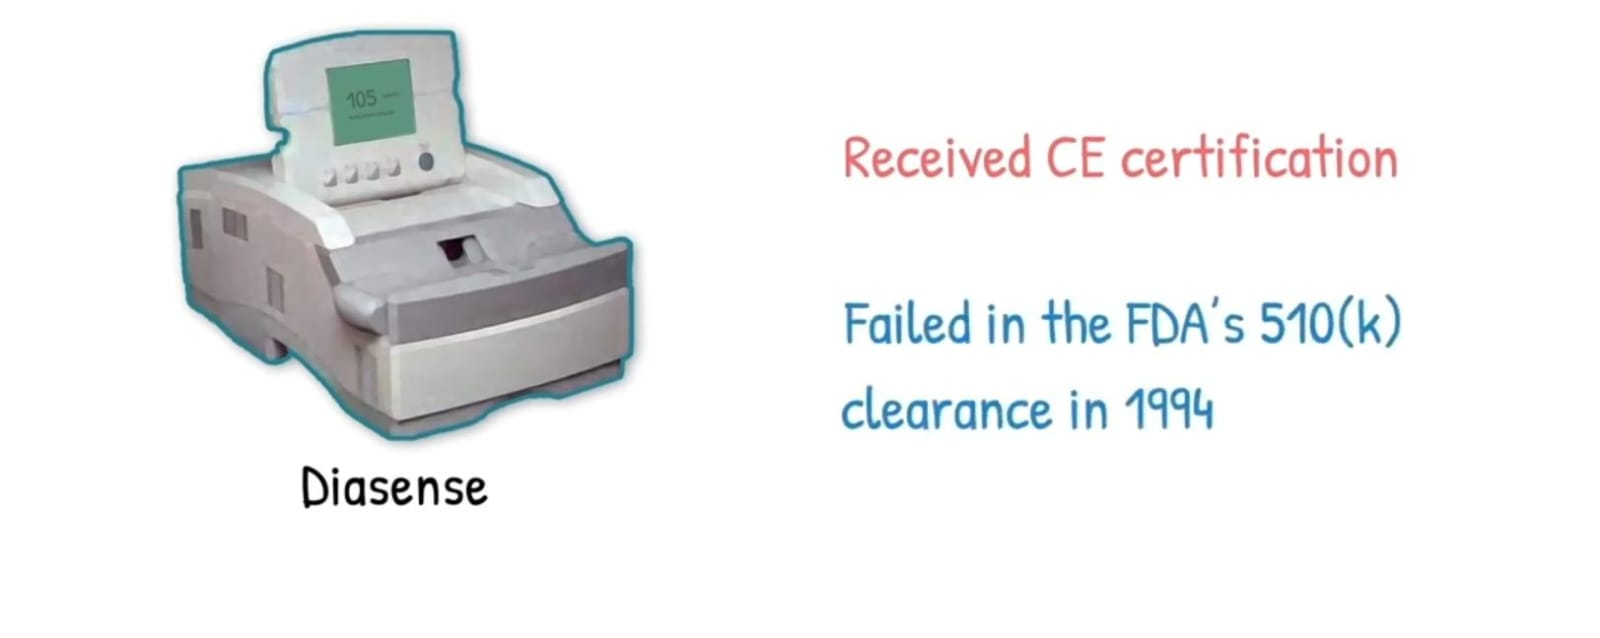 105
Received CE certification
Failed in the FDA's 510(k)
clearance in 1994
Diasense